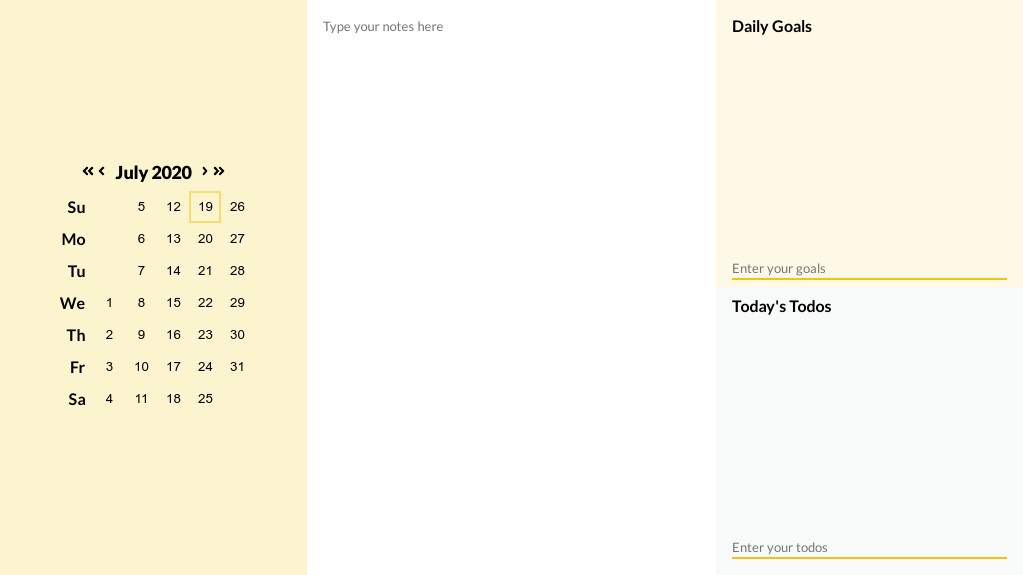 « ‹ July 2020 › »
Su 5 12 19 26
Mo 6 13 20 27
Tu 7 14 21 28
We 1 8 15 22 29
Th 2 9 16 23 30
Fr 3 10 17 24 31
Sa 4 11 18 25
Type your notes here
Daily Goals
Enter your goals
Today's Todos
Enter your todos